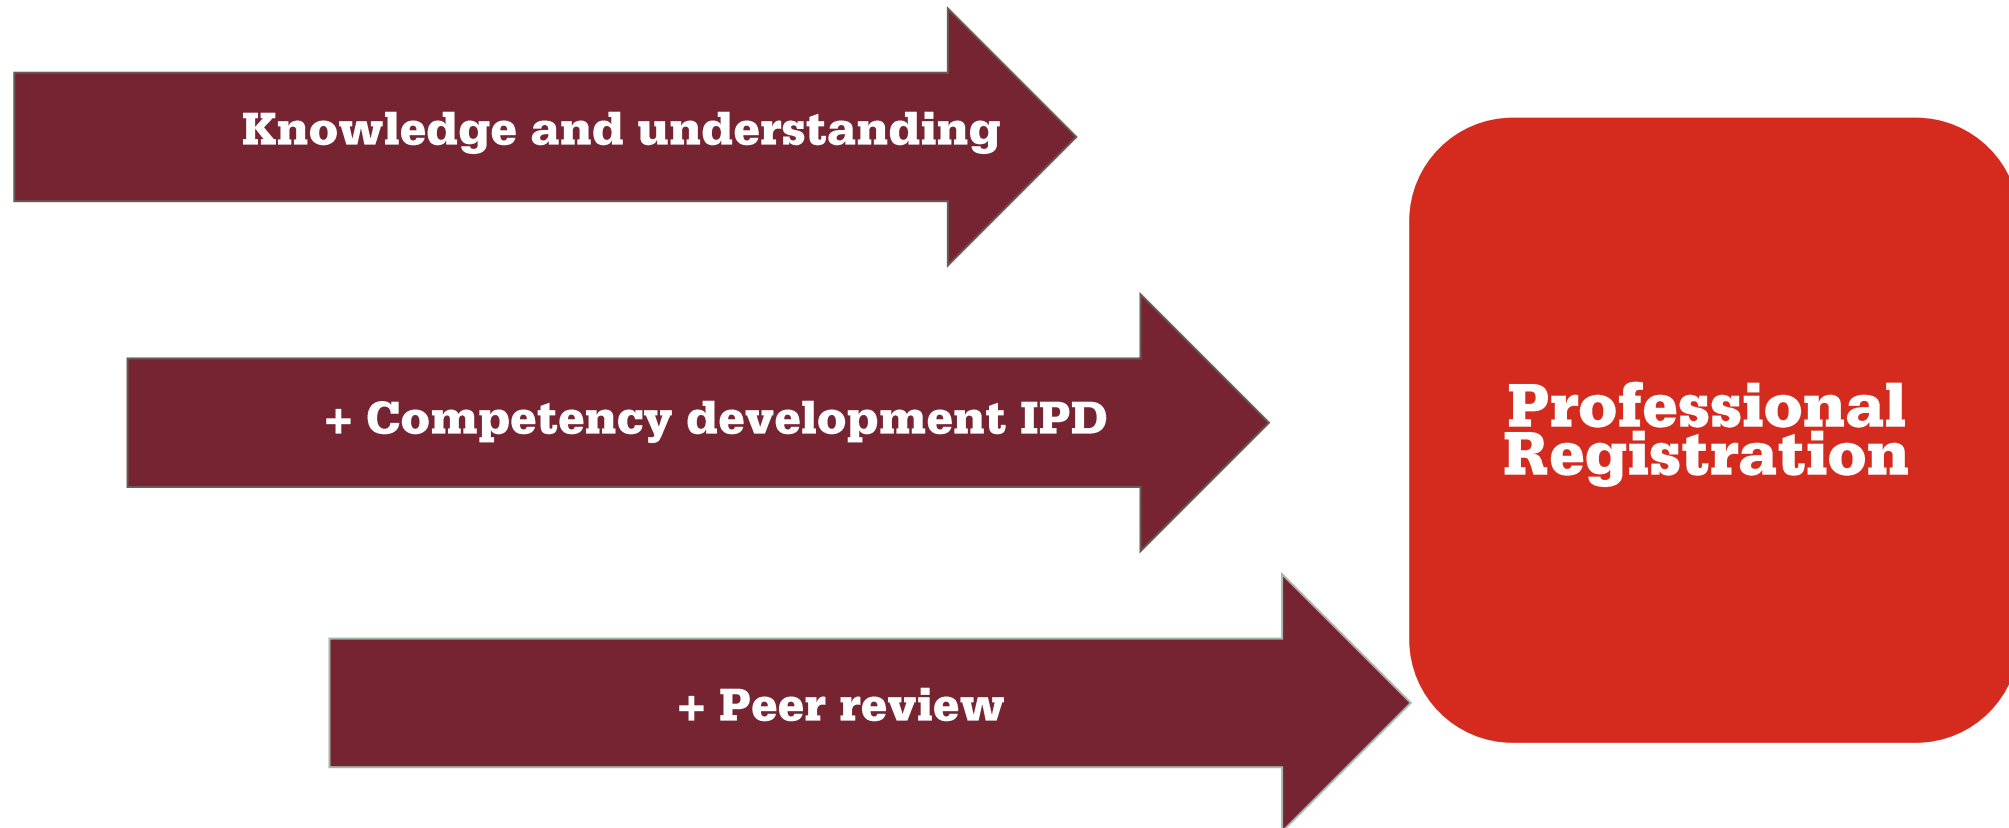 Knowledge and understanding
+ Competency development IPD
+ Peer review
Professional
Registration